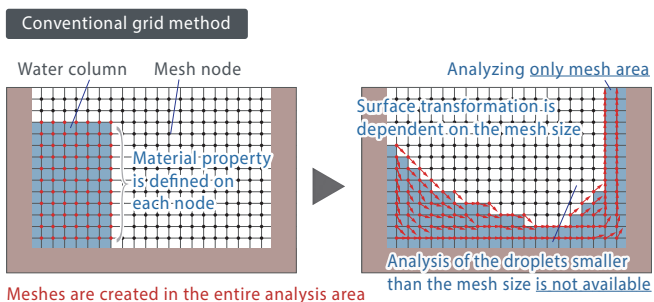 Conventional grid method
Water column
Mesh node
Material property
is defined on
each node
Meshes are created in the entire analysis area
Analyzing only mesh area
Surface transformation is
dependent on the mesh size
Analysis of the droplets smaller
than the mesh size is not available